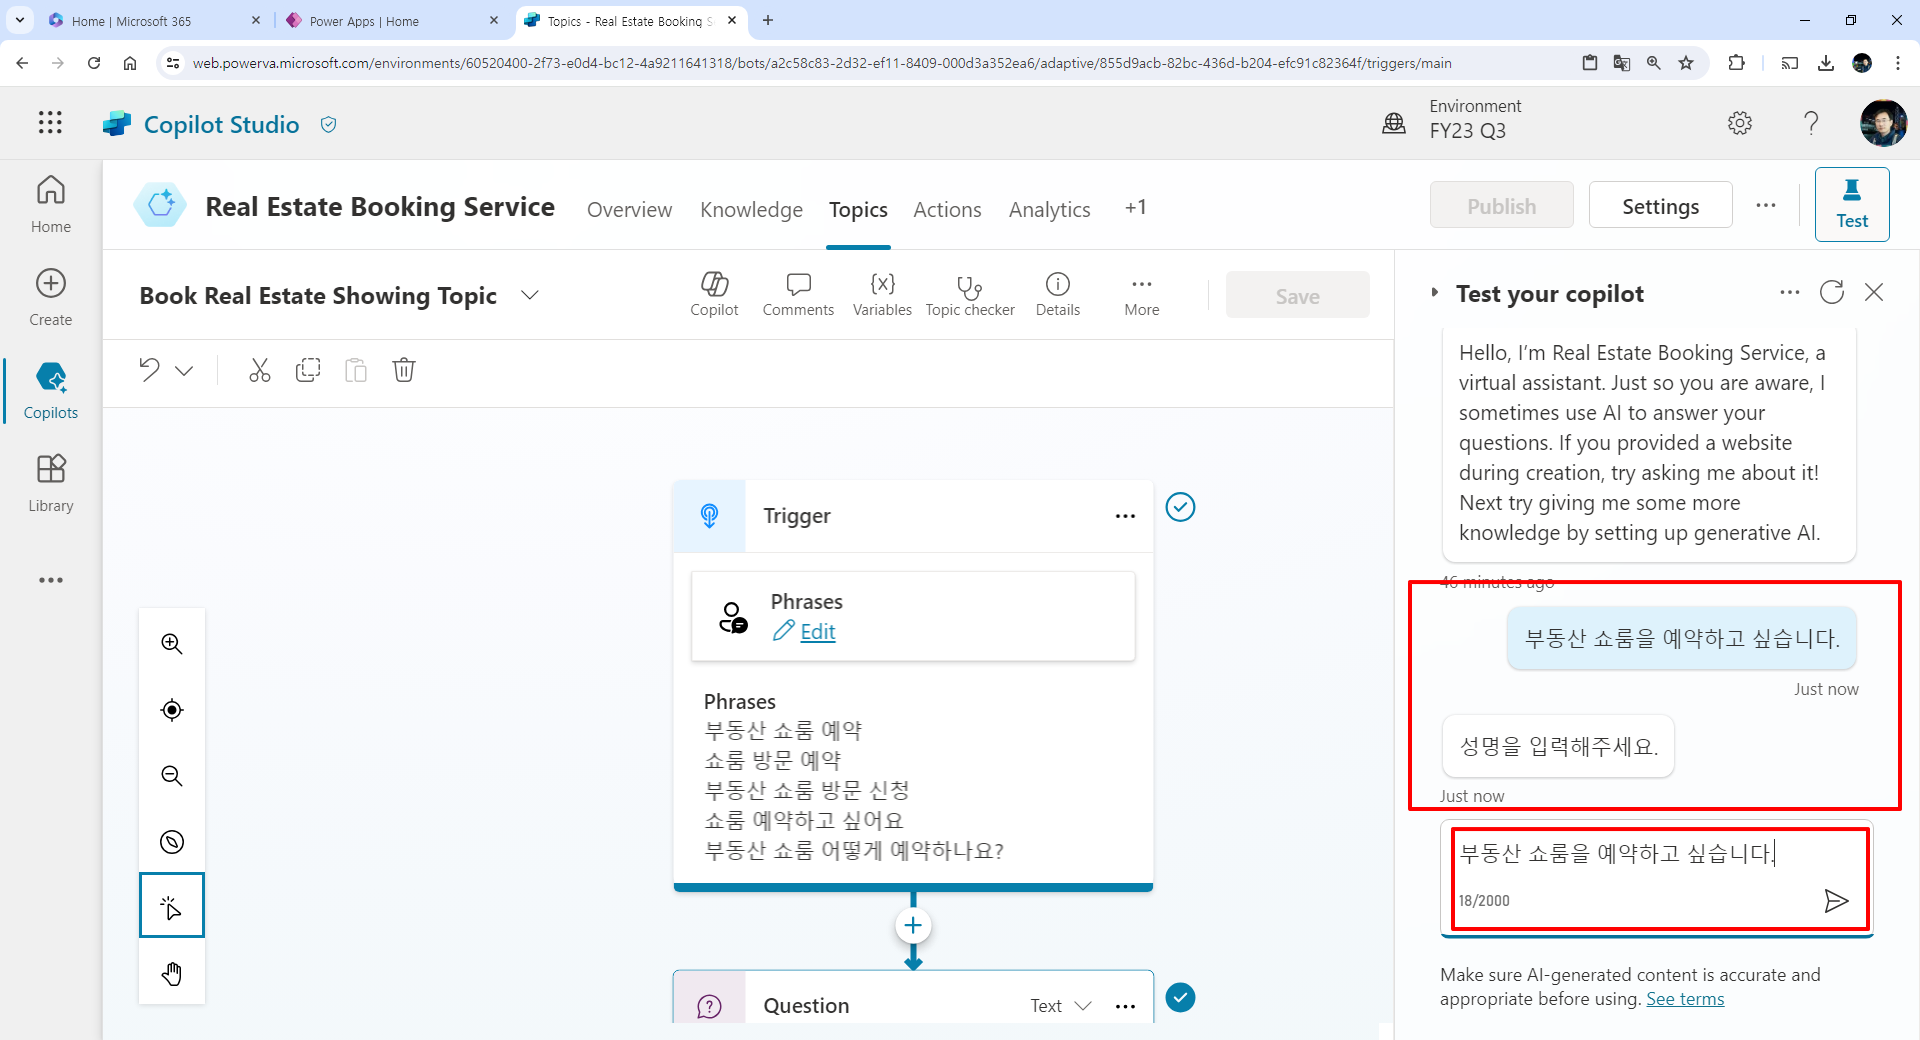 Home | Microsoft 365
Power Apps | Home
Topics - Real Estate Booking S
web.powerva.microsoft.com/environments/60520400-2f73-e0d4-bc12-4a9211641318/bots/a2c58c83-2d32-ef11-8409-000d3a352ea6/adaptive/855d9acb-82bc-436d-b204-efc91c82364f/triggers/main
Copilot Studio
Environment
FY23 Q3
Home
Create
Copilots
Library
Real Estate Booking Service
Overview
Knowledge
Topics
Actions
Analytics
+1
Publish
Settings
Test
Book Real Estate Showing Topic
Copilot
Comments
{x}
Variables
Topic checker
Details
More
Save
Trigger
Phrases
Edit
Phrases
부동산 쇼룸 예약
쇼룸 방문 예약
부동산 쇼룸 방문 신청
쇼룸 예약하고 싶어요
부동산 쇼룸 어떻게 예약하나요?
Question
Text
Test your copilot
Hello, I'm Real Estate Booking Service, a
virtual assistant. Just so you are aware, I
sometimes use AI to answer your
questions. If you provided a website
during creation, try asking me about it!
Next try giving me some more
knowledge by setting up generative AI.
46 minutes ago
부동산 쇼룸을 예약하고 싶습니다.
Just now
성명을 입력해주세요.
Just now
부동산 쇼룸을 예약하고 싶습니다.
18/2000
Make sure AI-generated content is accurate and
appropriate before using. See terms